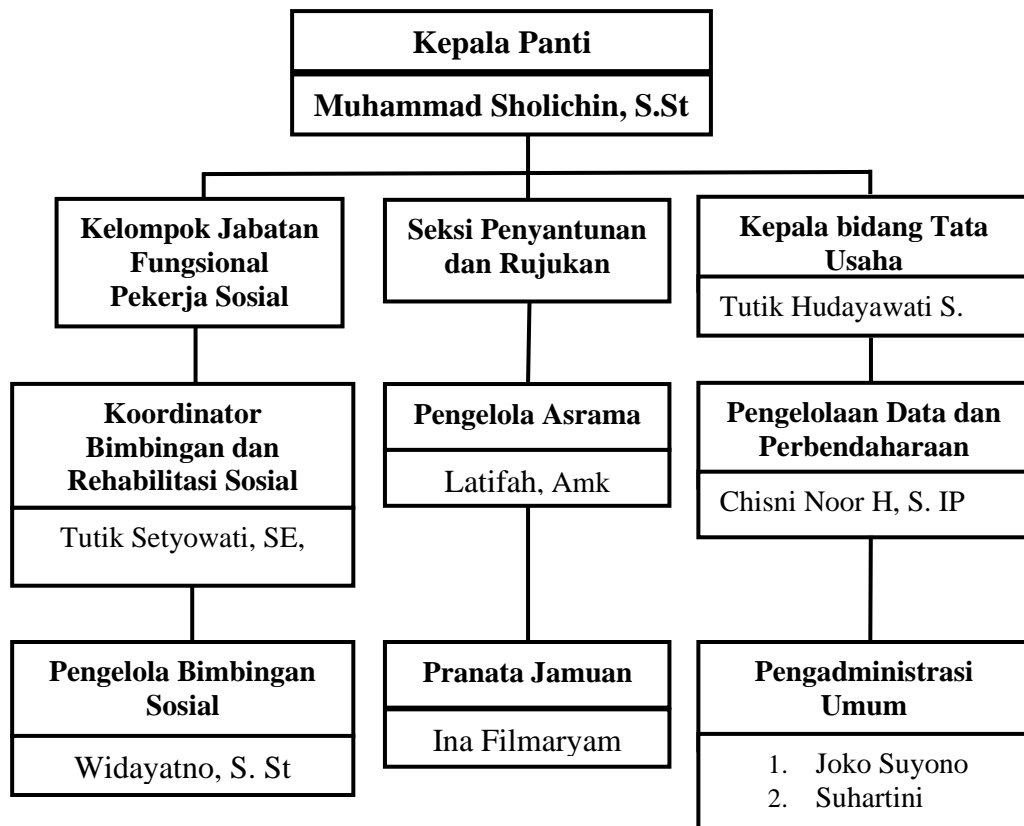 Kepala Panti
Muhammad Sholichin, S.St
Kelompok Jabatan
Fungsional
Pekerja Sosial
Seksi Penyantunan
dan Rujukan
Kepala bidang Tata
Usaha
Tutik Hudayawati S.
Koordinator
Bimbingan dan
Rehabilitasi Sosial
Tutik Setyowati, SE,
Pengelola Asrama
Latifah, Amk
Pengelolaan Data dan
Perbendaharaan
Chisni Noor H, S. IP
Pengelola Bimbingan
Sosial
Widayatno, S. St
Pranata Jamuan
Ina Filmaryam
Pengadministrasi
Umum
1. Joko Suyono
2. Suhartini